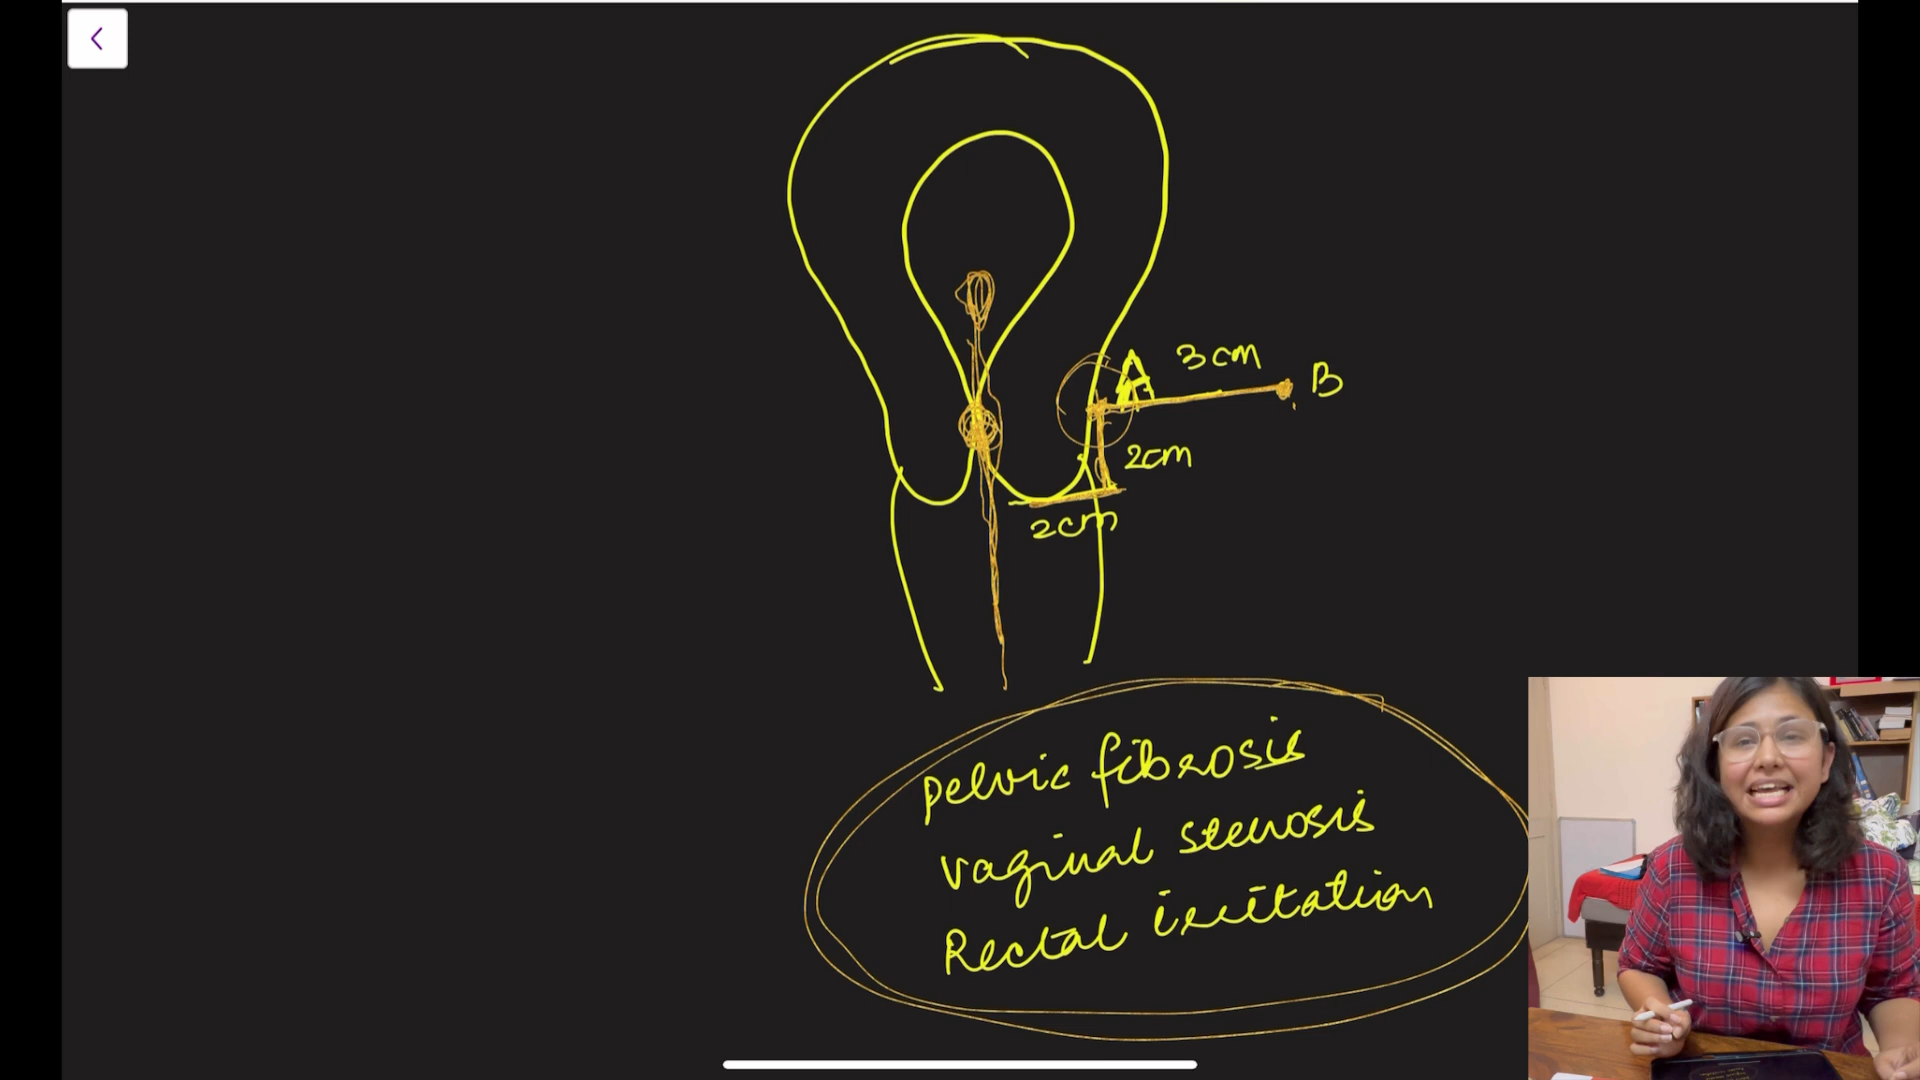 A
3cm
B
2cm
2cm
Pelvic fibrosis
vaginal stenosis
Rectal irritation